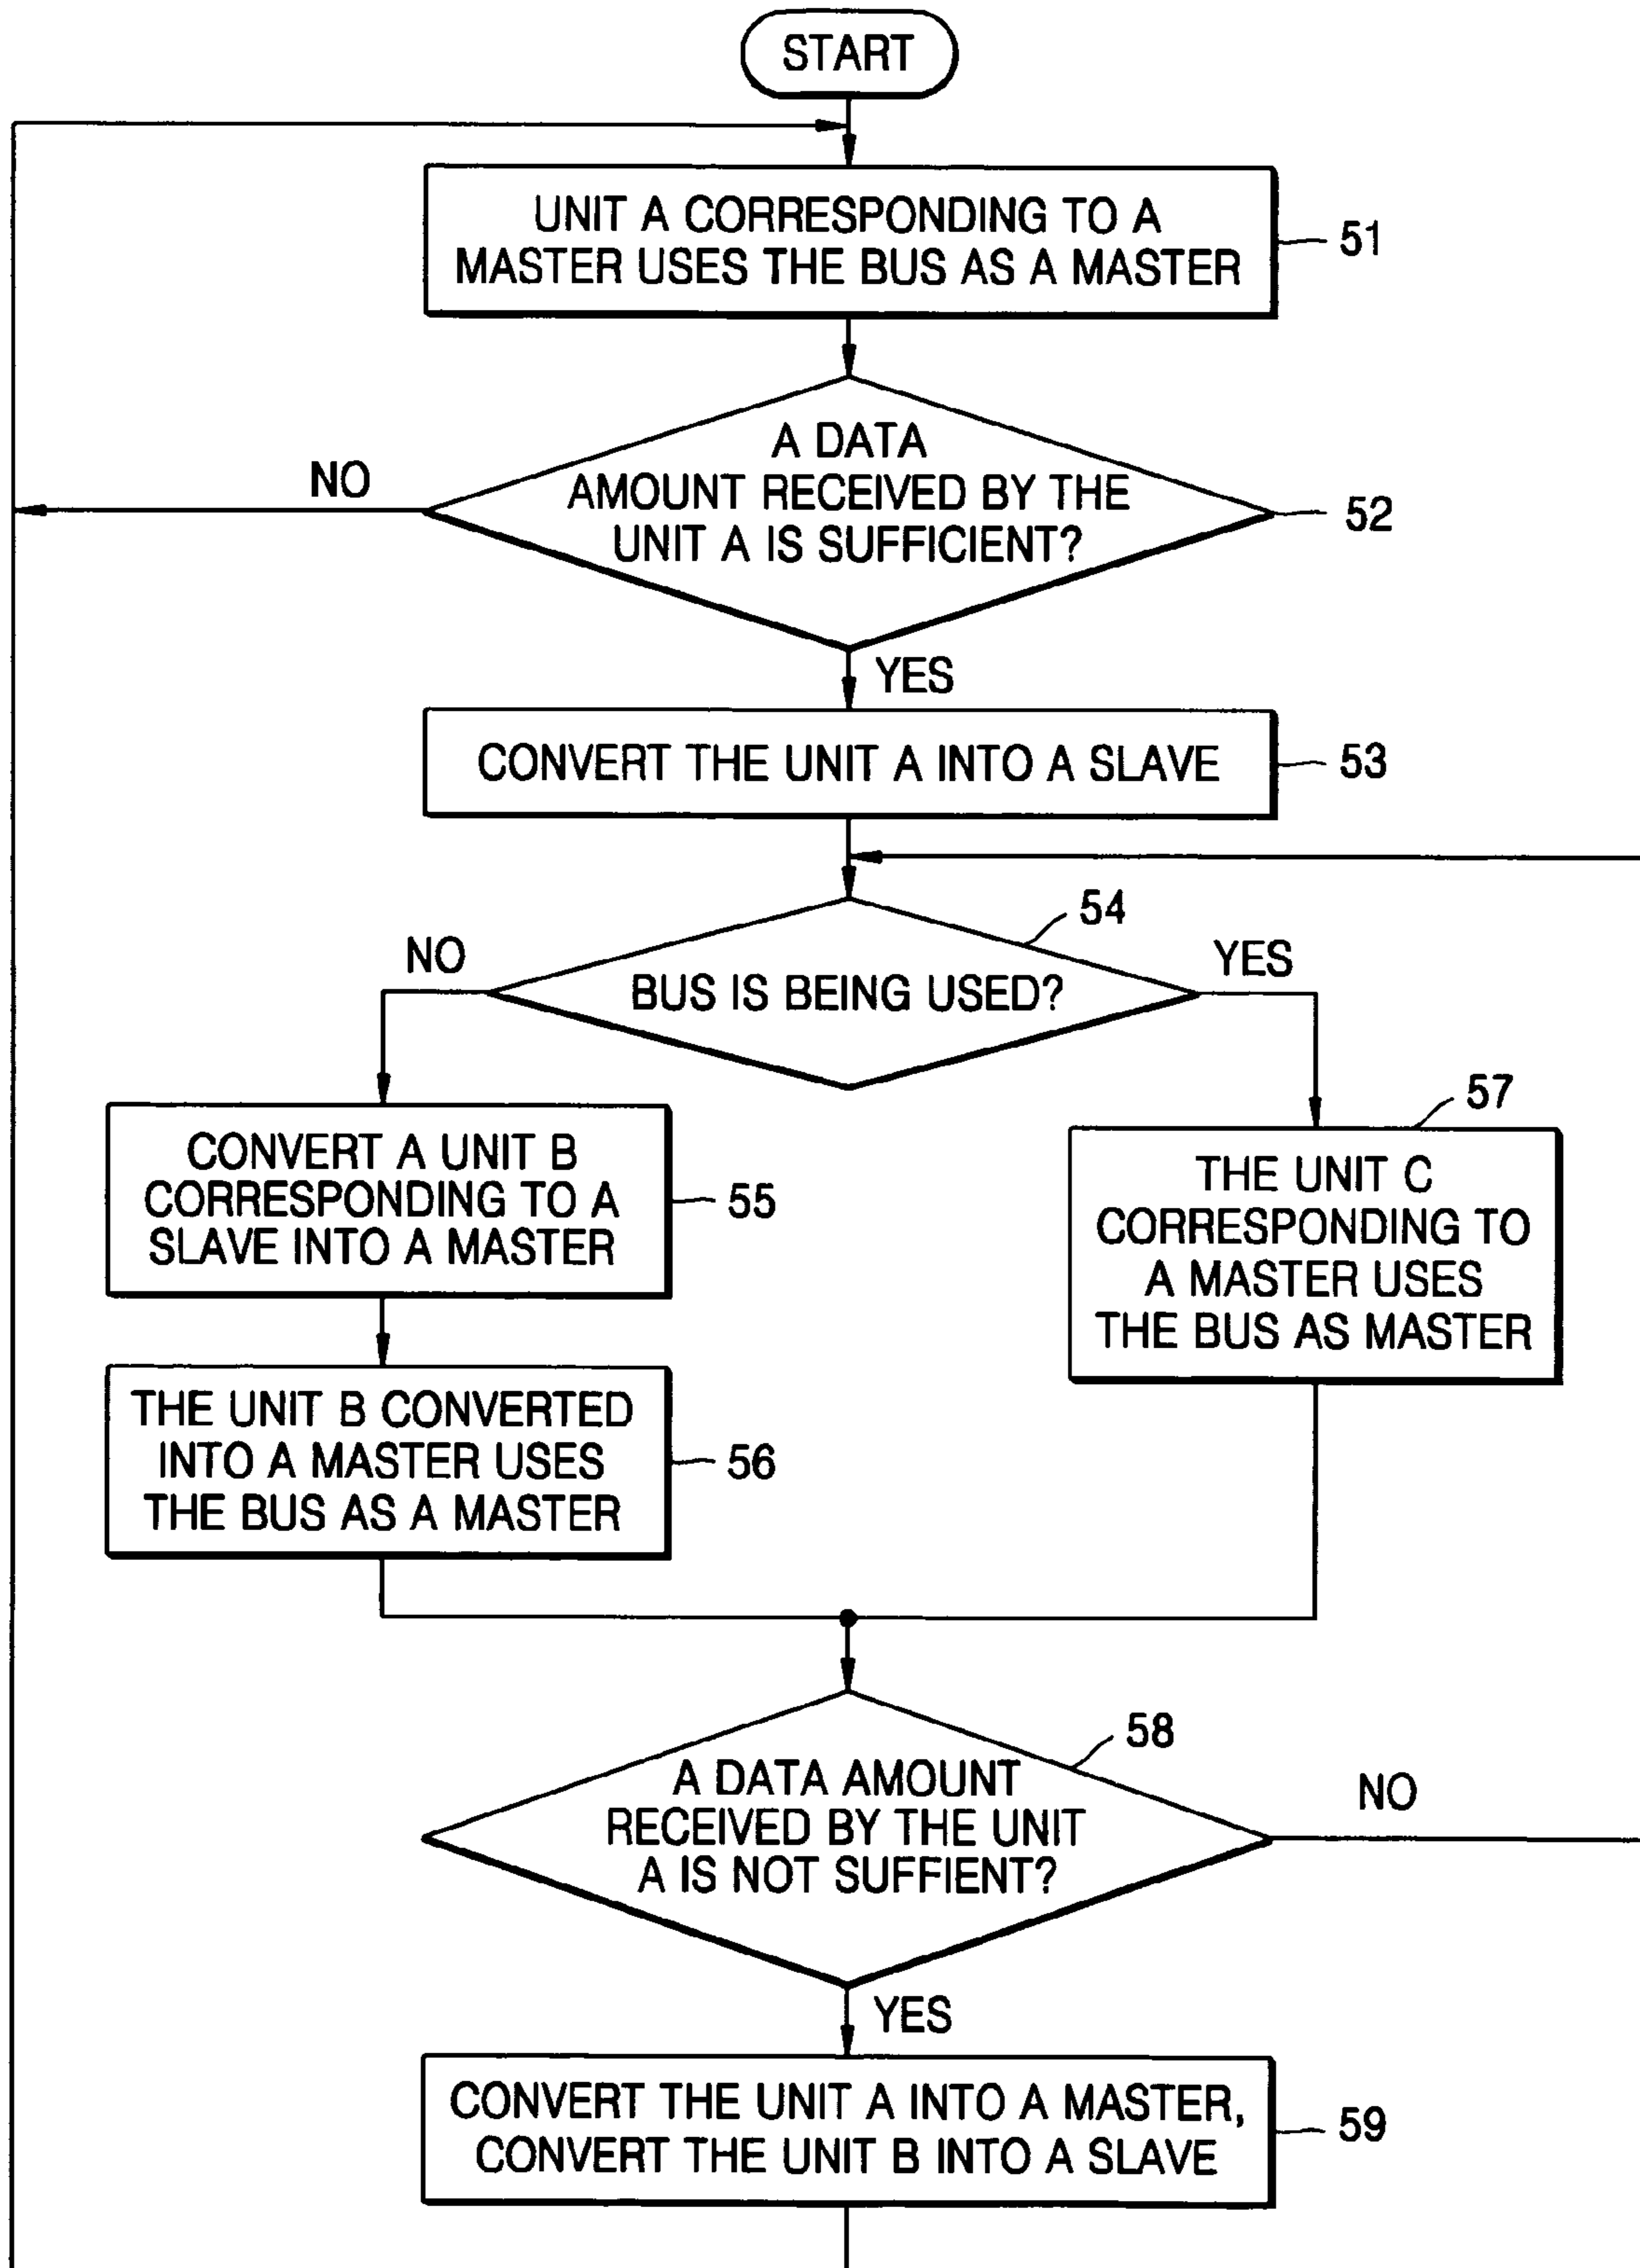 START
UNIT A CORRESPONDING TO A
MASTER USES THE BUS AS A MASTER
51
A DATA
AMOUNT RECEIVED BY THE
UNIT A IS SUFFICIENT?
NO
52
YES
CONVERT THE UNIT A INTO A SLAVE
53
54
NO
YES
BUS IS BEING USED?
57
CONVERT A UNIT B
CORRESPONDING TO A
SLAVE INTO A MASTER
55
THE UNIT C
CORRESPONDING TO
A MASTER USES
THE BUS AS MASTER
THE UNIT B CONVERTED
INTO A MASTER USES
THE BUS AS A MASTER
56
58
A DATA AMOUNT
RECEIVED BY THE UNIT
A IS NOT SUFFIENT?
NO
YES
CONVERT THE UNIT A INTO A MASTER,
CONVERT THE UNIT B INTO A SLAVE
59